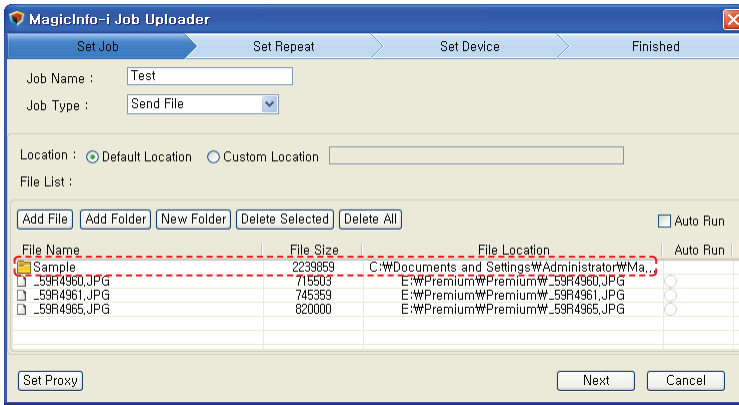 MagicInfo-i Job Uploader
Set Job Set Repeat Set Device Finished
Job Name : Test
Job Type : Send File
Location : Default Location Custom Location
File List :
Add File Add Folder New Folder Delete Selected Delete All Auto Run
File Name File Size File Location Auto Run
Sample 2239859 C:₩Documents and Settings₩Administrator₩Ma...
_59R4960.JPG 715503 E:₩Premium₩Premium₩_59R4960.JPG
_59R4961.JPG 745359 E:₩Premium₩Premium₩_59R4961.JPG
_59R4965.JPG 820000 E:₩Premium₩Premium₩_59R4965.JPG
Set Proxy Next Cancel